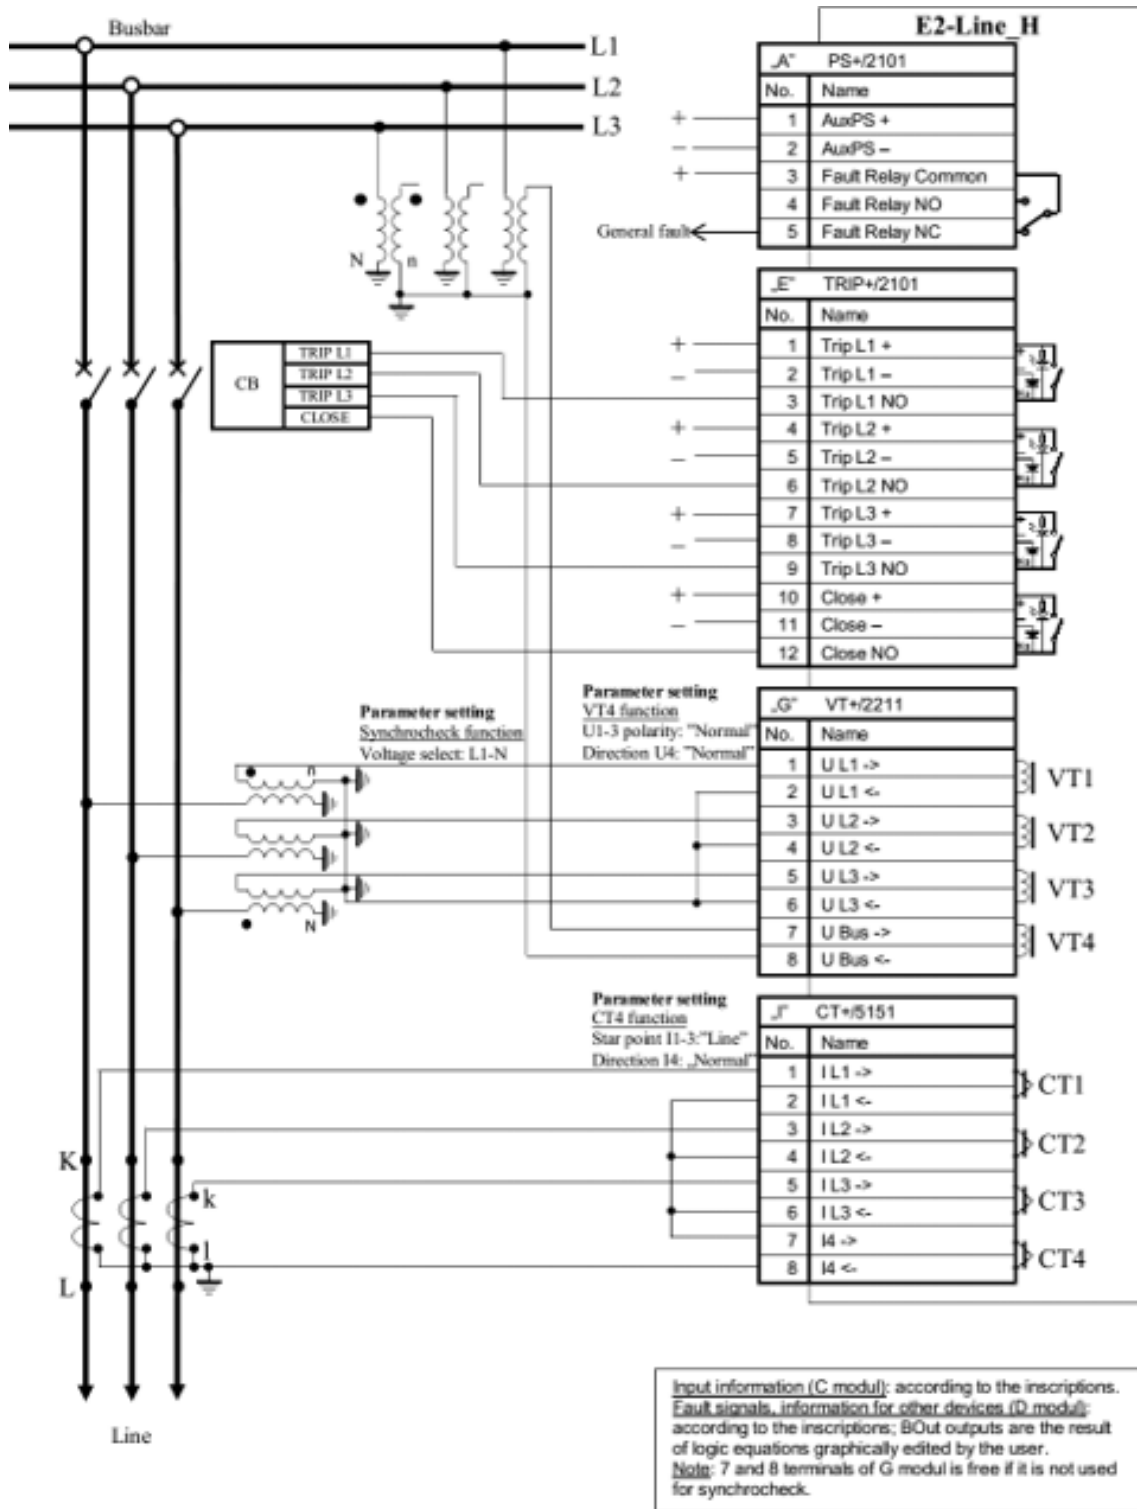 Busbar
E2-Line_H
L1
L2
L3
„A" PS+/2101
No. Name
+ 1 AuxPS +
– 2 AuxPS –
+ 3 Fault Relay Common
4 Fault Relay NO
General fault 5 Fault Relay NC
N n
„E" TRIP+/2101
No. Name
+ 1 Trip L1 +
– 2 Trip L1 –
3 Trip L1 NO
+ 4 Trip L2 +
– 5 Trip L2 –
6 Trip L2 NO
+ 7 Trip L3 +
– 8 Trip L3 –
9 Trip L3 NO
+ 10 Close +
– 11 Close –
12 Close NO
CB
TRIP L1
TRIP L2
TRIP L3
CLOSE
Parameter setting
Synchrocheck function
Voltage select: L1-N
Parameter setting
VT4 function
U1-3 polarity: "Normal"
Direction U4: "Normal"
„G" VT+/2211
No. Name
1 U L1 ->
2 U L1 <-
3 U L2 ->
4 U L2 <-
5 U L3 ->
6 U L3 <-
7 U Bus ->
8 U Bus <-
VT1
VT2
VT3
VT4
n
N
Parameter setting
CT4 function
Star point I1-3:"Line"
Direction I4: „Normal"
„I" CT+/5151
No. Name
1 I L1 ->
2 I L1 <-
3 I L2 ->
4 I L2 <-
5 I L3 ->
6 I L3 <-
7 I4 ->
8 I4 <-
CT1
CT2
CT3
CT4
K
k
l
L
Line
Input information (C modul): according to the inscriptions.
Fault signals, information for other devices (D modul):
according to the inscriptions; BOut outputs are the result
of logic equations graphically edited by the user.
Note: 7 and 8 terminals of G modul is free if it is not used
for synchrocheck.